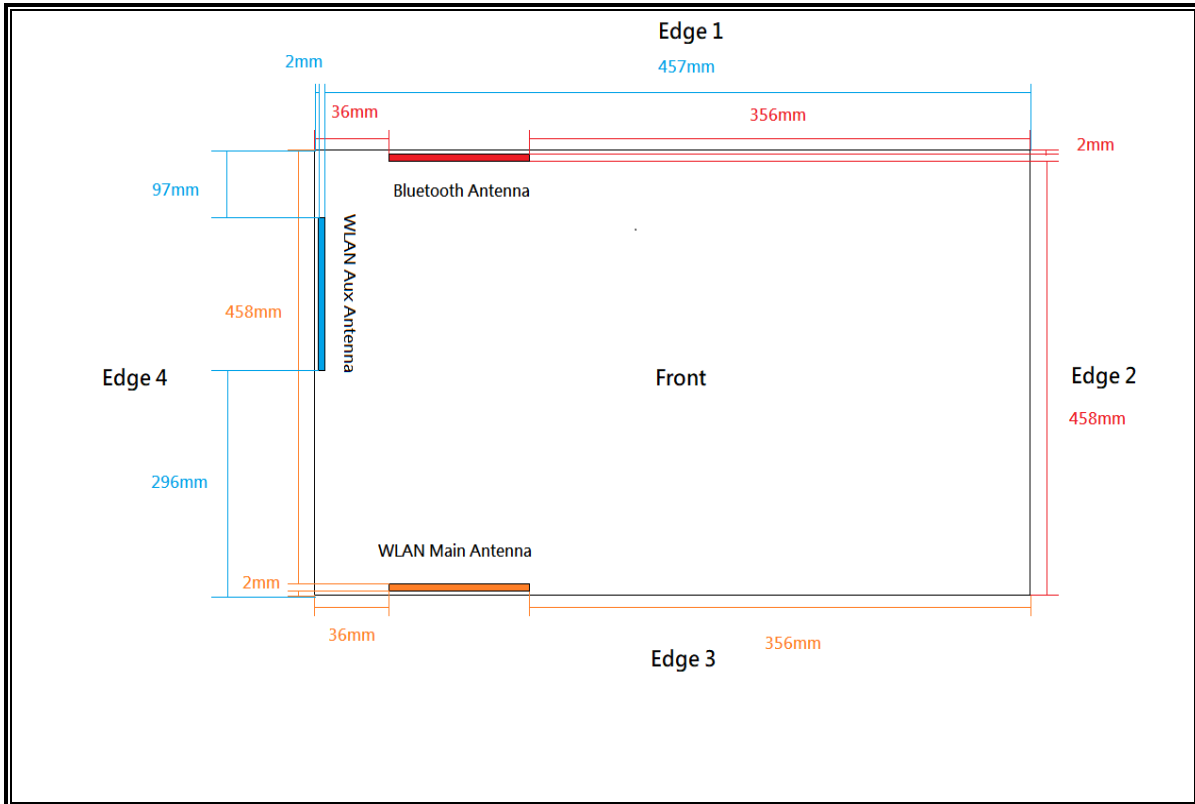 Edge 1
2mm
457mm
36mm
356mm
2mm
97mm
Bluetooth Antenna
WLAN Aux Antenna
458mm
Edge 4
Front
Edge 2
458mm
296mm
WLAN Main Antenna
2mm
36mm
356mm
Edge 3